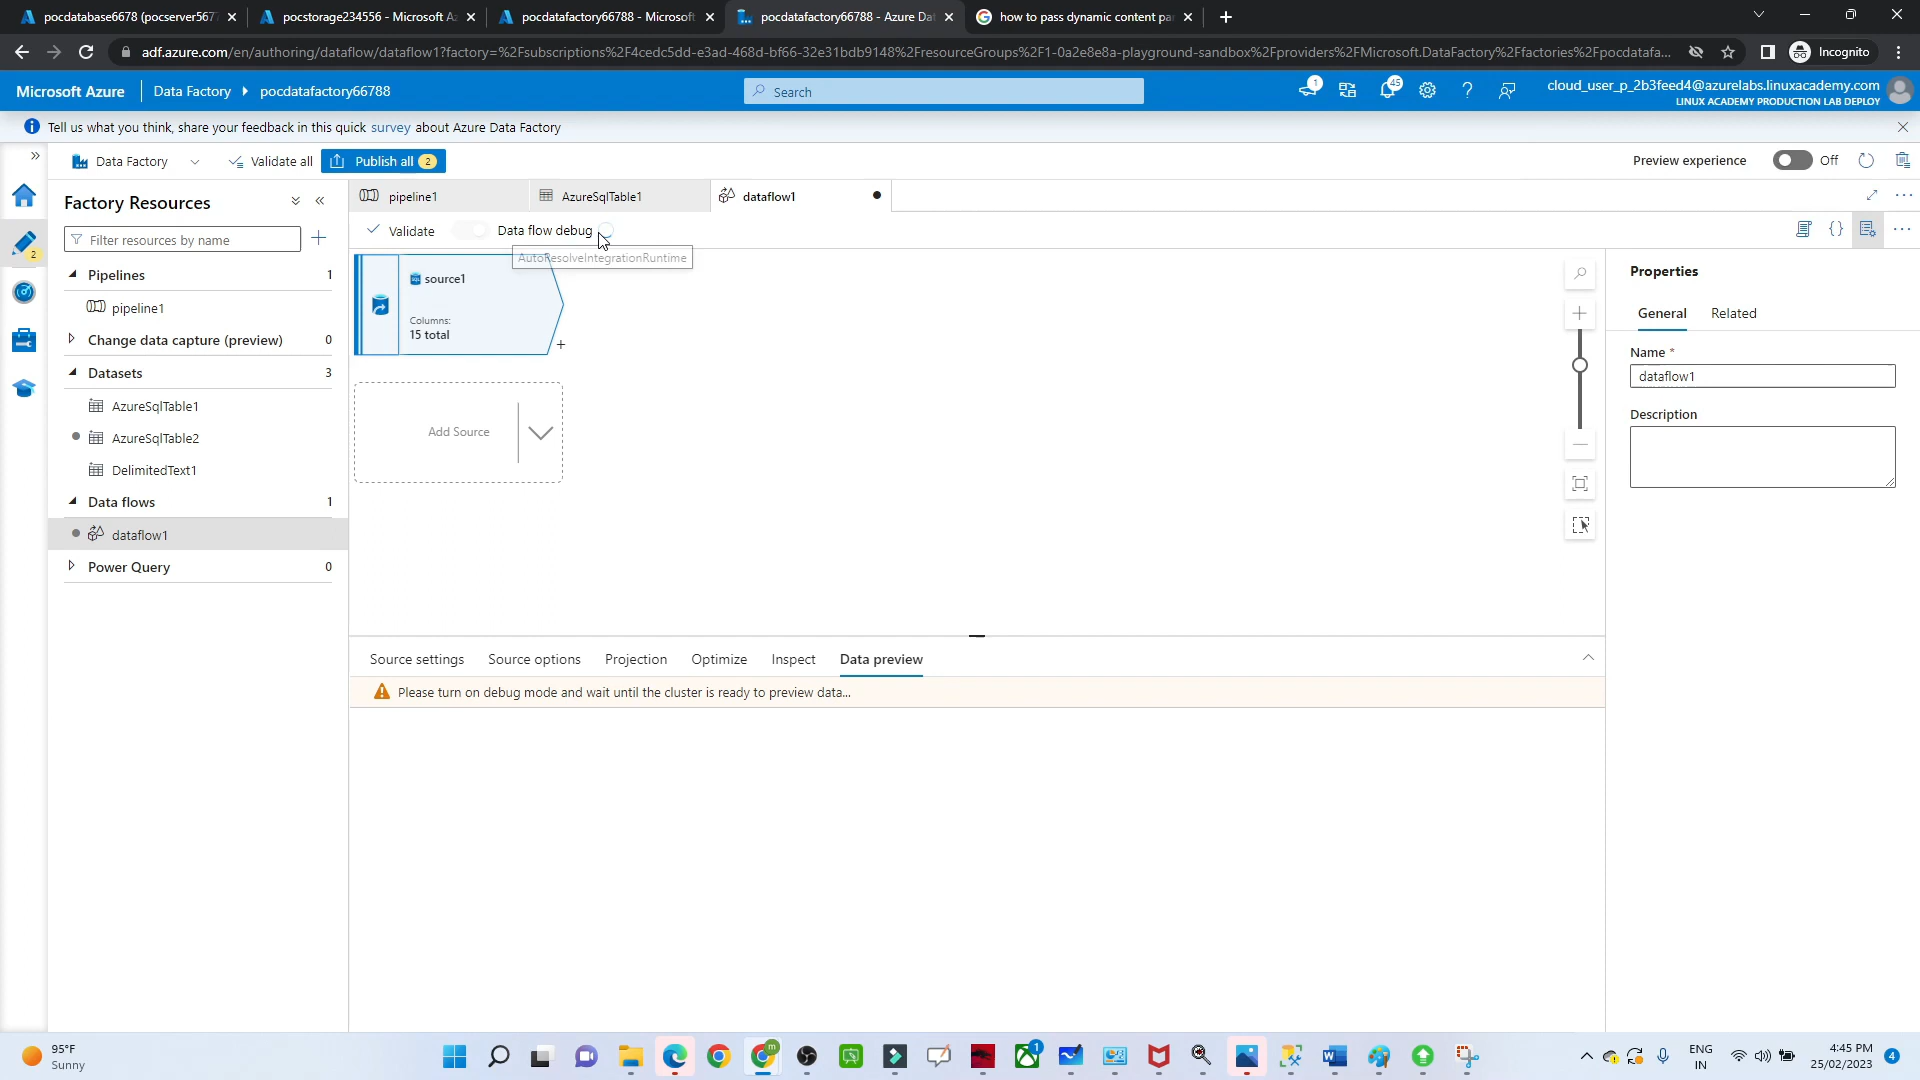 pocdatabase6678 (pocserver567
pocstorage234556 - Microsoft Az
pocdatafactory66788 - Microsoft
pocdatafactory66788 - Azure Dat
how to pass dynamic content pa
adf.azure.com/en/authoring/dataflow/dataflow1?factory=%2Fsubscriptions%2F4cedc5dd-e3ad-468d-bf66-32e31bdb9148%2FresourceGroups%2F1-0a2e8e8a-playground-sandbox%2Fproviders%2FMicrosoft.DataFactory%2Ffactories%2Fpocdatafa...
Incognito
Microsoft Azure
Data Factory
pocdatafactory66788
Search
1
45
cloud_user_p_2b3feed4@azurelabs.linuxacademy.com
LINUX ACADEMY PRODUCTION LAB DEPLOY
Tell us what you think, share your feedback in this quick survey about Azure Data Factory
Data Factory
Validate all
Publish all 2
Preview experience
Off
2
Factory Resources
Filter resources by name
Pipelines 1
pipeline1
Change data capture (preview) 0
Datasets 3
AzureSqlTable1
AzureSqlTable2
DelimitedText1
Data flows 1
dataflow1
Power Query 0
pipeline1
AzureSqlTable1
dataflow1
Validate
Data flow debug
AutoResolveIntegrationRuntime
source1
Columns:
15 total
+
Add Source
Source settings
Source options
Projection
Optimize
Inspect
Data preview
Please turn on debug mode and wait until the cluster is ready to preview data...
Properties
General
Related
Name *
dataflow1
Description
95°F
Sunny
m
1
ENG
IN
4:45 PM
25/02/2023
4